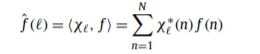 f̂(ℓ) = ⟨χ_ℓ, f⟩ = ∑_{n=1}^{N} χ_ℓ^*(n) f(n)